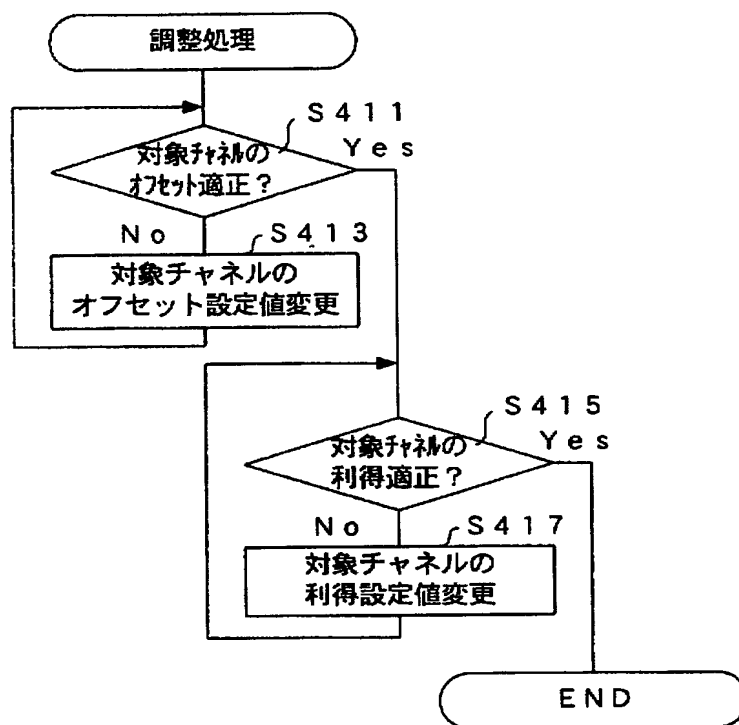 調整処理
S411
Yes
対象ﾁｬﾈﾙの
ｵﾌｾｯﾄ適正？
No
S413
対象チャネルの
オフセット設定値変更
S415
Yes
対象ﾁｬﾈﾙの
利得適正？
No
S417
対象チャネルの
利得設定値変更
END